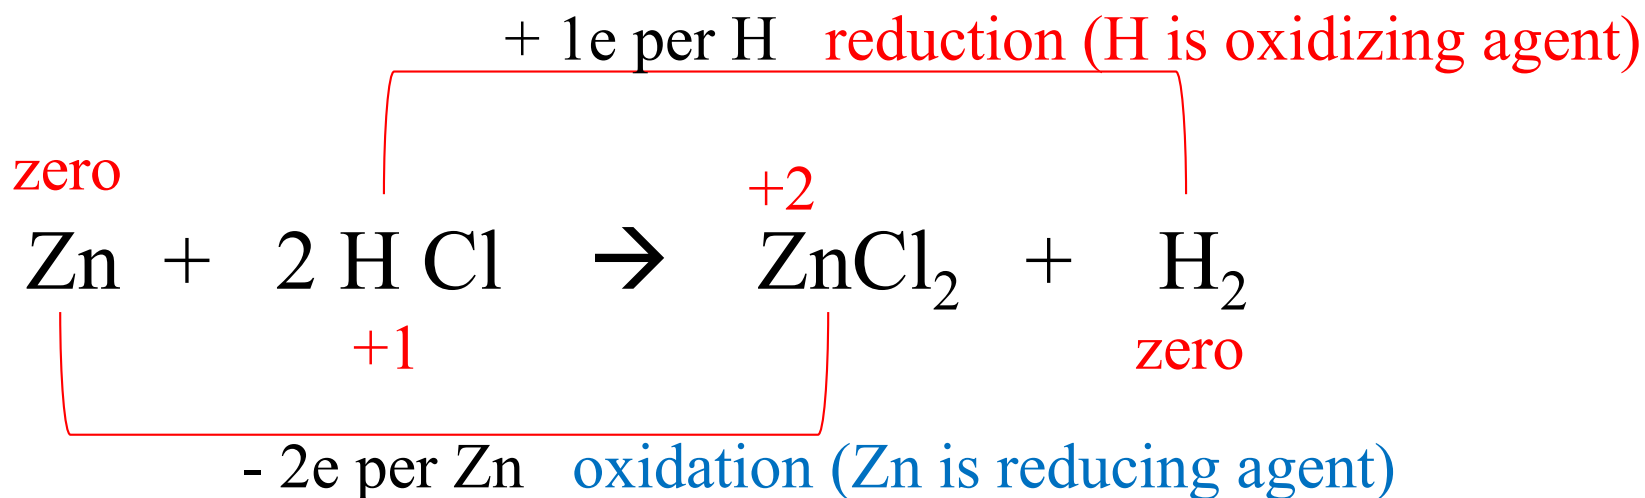 + 1e per H reduction (H is oxidizing agent)
zero +2
Zn + 2 H Cl → ZnCl₂ + H₂
+1 zero
- 2e per Zn oxidation (Zn is reducing agent)